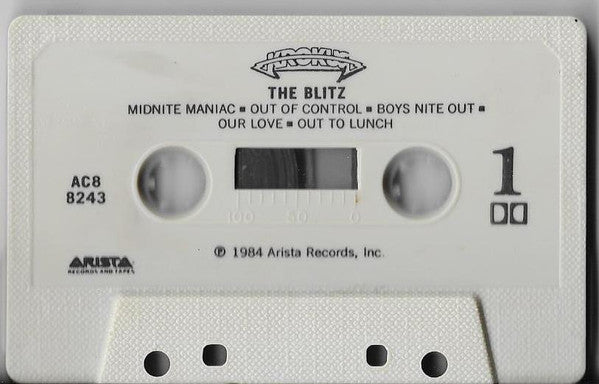 KROKUS
THE BLITZ
MIDNITE MANIAC ▪ OUT OF CONTROL ▪ BOYS NITE OUT ▪
OUR LOVE ▪ OUT TO LUNCH
AC8
8243
1
100 50 0
ARISTA
RECORDS AND TAPES
℗ 1984 Arista Records, Inc.